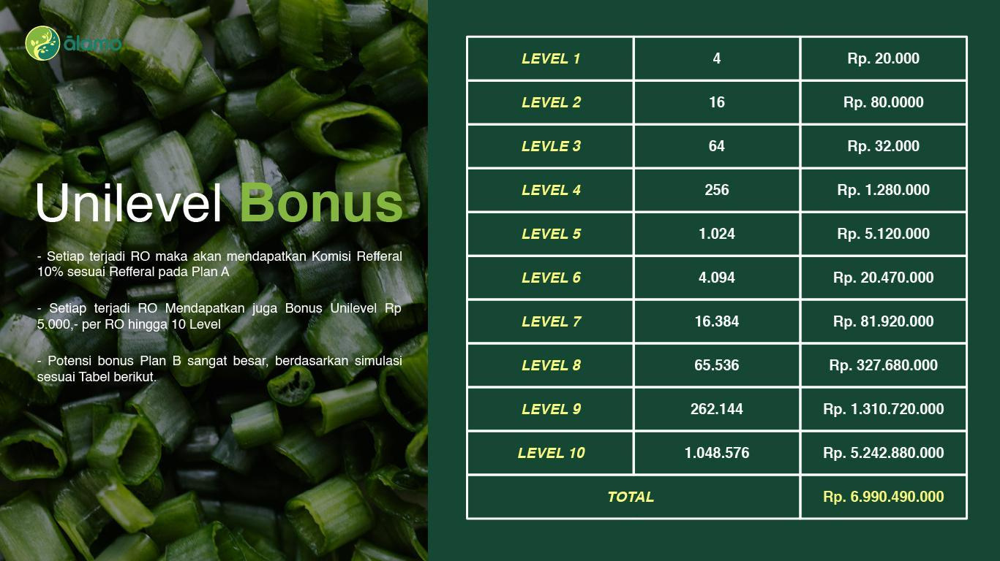 ālamo
Unilevel Bonus
- Setiap terjadi RO maka akan mendapatkan Komisi Refferal
10% sesuai Refferal pada Plan A
- Setiap terjadi RO Mendapatkan juga Bonus Unilevel Rp
5.000,- per RO hingga 10 Level
- Potensi bonus Plan B sangat besar, berdasarkan simulasi
sesuai Tabel berikut.
LEVEL 1 4 Rp. 20.000
LEVEL 2 16 Rp. 80.0000
LEVLE 3 64 Rp. 32.000
LEVEL 4 256 Rp. 1.280.000
LEVEL 5 1.024 Rp. 5.120.000
LEVEL 6 4.094 Rp. 20.470.000
LEVEL 7 16.384 Rp. 81.920.000
LEVEL 8 65.536 Rp. 327.680.000
LEVEL 9 262.144 Rp. 1.310.720.000
LEVEL 10 1.048.576 Rp. 5.242.880.000
TOTAL Rp. 6.990.490.000